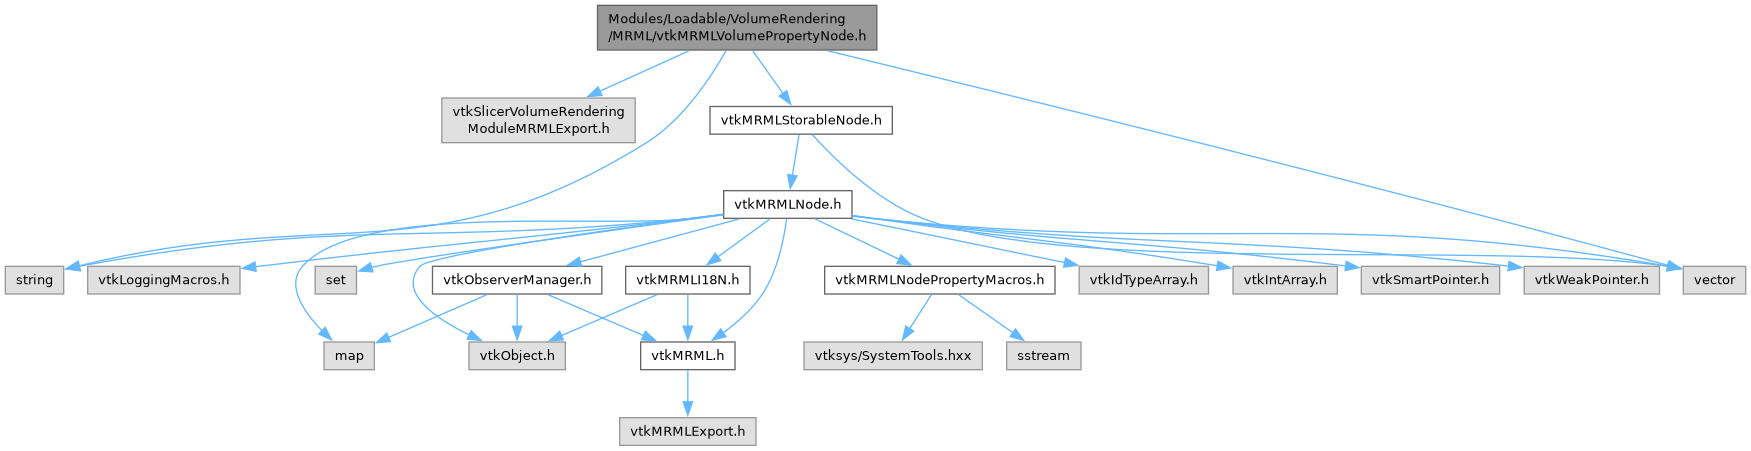 Modules/Loadable/VolumeRendering
/MRML/vtkMRMLVolumePropertyNode.h
vtkSlicerVolumeRendering
ModuleMRMLExport.h
vtkMRMLStorableNode.h
vtkMRMLNode.h
string
vtkLoggingMacros.h
set
vtkObserverManager.h
vtkMRMLI18N.h
vtkMRMLNodePropertyMacros.h
vtkIdTypeArray.h
vtkIntArray.h
vtkSmartPointer.h
vtkWeakPointer.h
vector
map
vtkObject.h
vtkMRML.h
vtksys/SystemTools.hxx
sstream
vtkMRMLExport.h